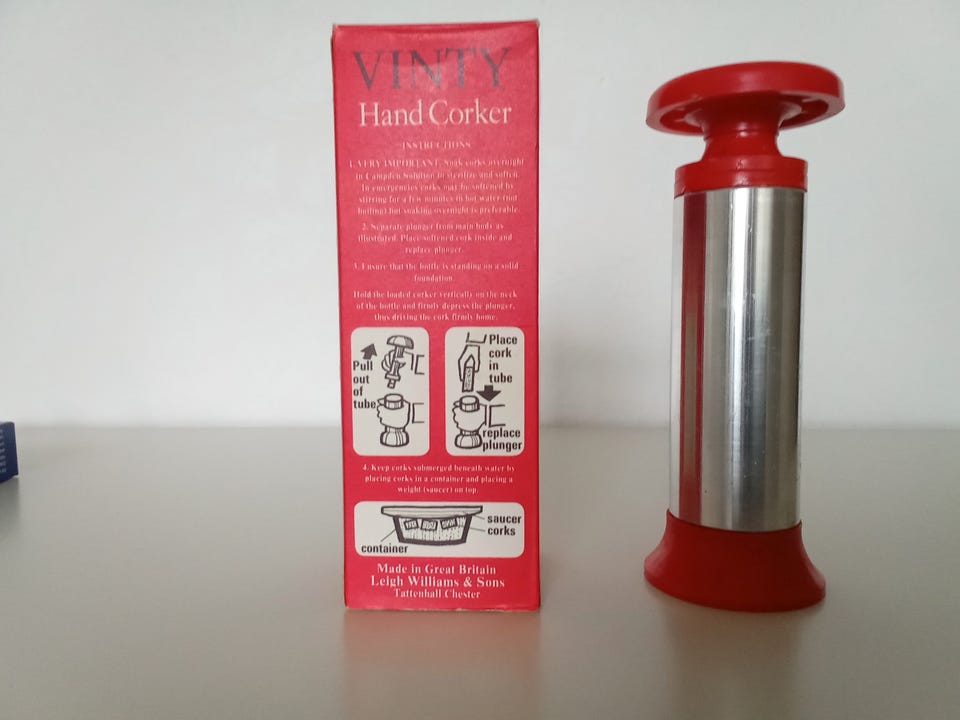 VINTY
Hand Corker
INSTRUCTIONS
1. VERY IMPORTANT. Soak corks overnight
in Campden Solution to sterilize and soften.
In emergencies corks may be softened by
stirring for a few minutes in hot water (not
boiling) but soaking overnight is preferable.
2. Separate plunger from main body as
illustrated. Place softened cork inside and
replace plunger.
3. Ensure that the bottle is standing on a solid
foundation.
Hold the loaded corker vertically on the neck
of the bottle and firmly depress the plunger,
thus driving the cork firmly home.
Pull
out
of
tube
Place
cork
in
tube
replace
plunger
4. Keep corks submerged beneath water by
placing corks in a container and placing a
weight (saucer) on top.
saucer
corks
container
Made in Great Britain
Leigh Williams & Sons
Tattenhall Chester